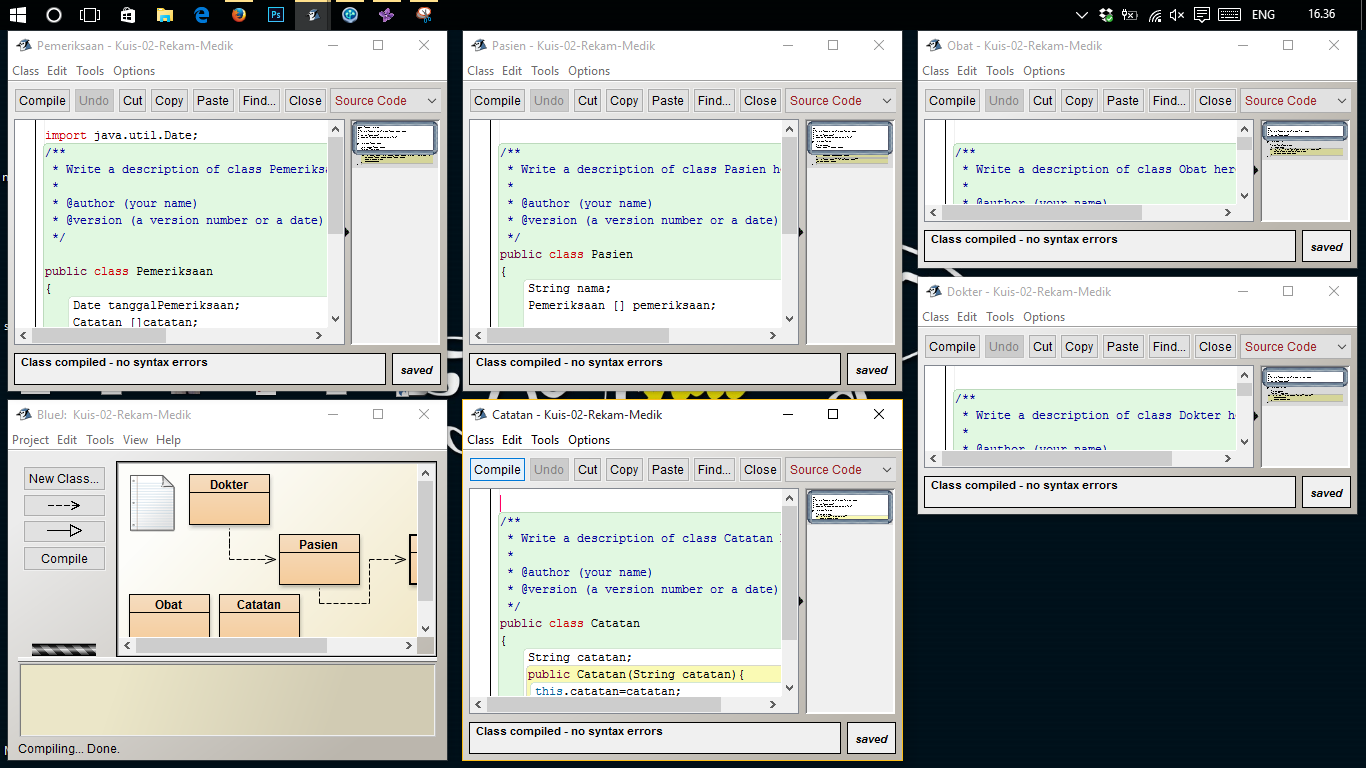 ENG
16.36
Pemeriksaan - Kuis-02-Rekam-Medik
Class Edit Tools Options
Compile Undo Cut Copy Paste Find... Close Source Code
import java.util.Date;
/**
* Write a description of class Pemeriksa
*
* @author (your name)
* @version (a version number or a date)
*/
public class Pemeriksaan
{
Date tanggalPemeriksaan;
Catatan []catatan;
Class compiled - no syntax errors
saved
Pasien - Kuis-02-Rekam-Medik
Class Edit Tools Options
Compile Undo Cut Copy Paste Find... Close Source Code
/**
* Write a description of class Pasien he
*
* @author (your name)
* @version (a version number or a date)
*/
public class Pasien
{
String nama;
Pemeriksaan [] pemeriksaan;
Class compiled - no syntax errors
saved
Obat - Kuis-02-Rekam-Medik
Class Edit Tools Options
Compile Undo Cut Copy Paste Find... Close Source Code
/**
* Write a description of class Obat here
*
* @author (your name)
Class compiled - no syntax errors
saved
Dokter - Kuis-02-Rekam-Medik
Class Edit Tools Options
Compile Undo Cut Copy Paste Find... Close Source Code
/**
* Write a description of class Dokter he
*
* @author (your name)
Class compiled - no syntax errors
saved
BlueJ: Kuis-02-Rekam-Medik
Project Edit Tools View Help
New Class...
Compile
Dokter
Pasien
Obat
Catatan
Compiling... Done.
Catatan - Kuis-02-Rekam-Medik
Class Edit Tools Options
Compile Undo Cut Copy Paste Find... Close Source Code
/**
* Write a description of class Catatan
*
* @author (your name)
* @version (a version number or a date)
*/
public class Catatan
{
String catatan;
public Catatan(String catatan){
this.catatan=catatan;
Class compiled - no syntax errors
saved